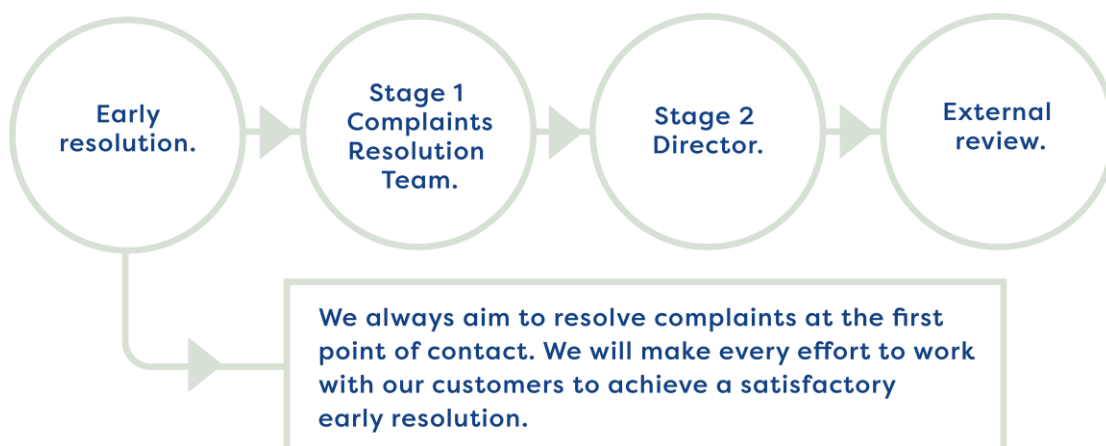 Early
resolution.
Stage 1
Complaints
Resolution
Team.
Stage 2
Director.
External
review.
We always aim to resolve complaints at the first
point of contact. We will make every effort to work
with our customers to achieve a satisfactory
early resolution.